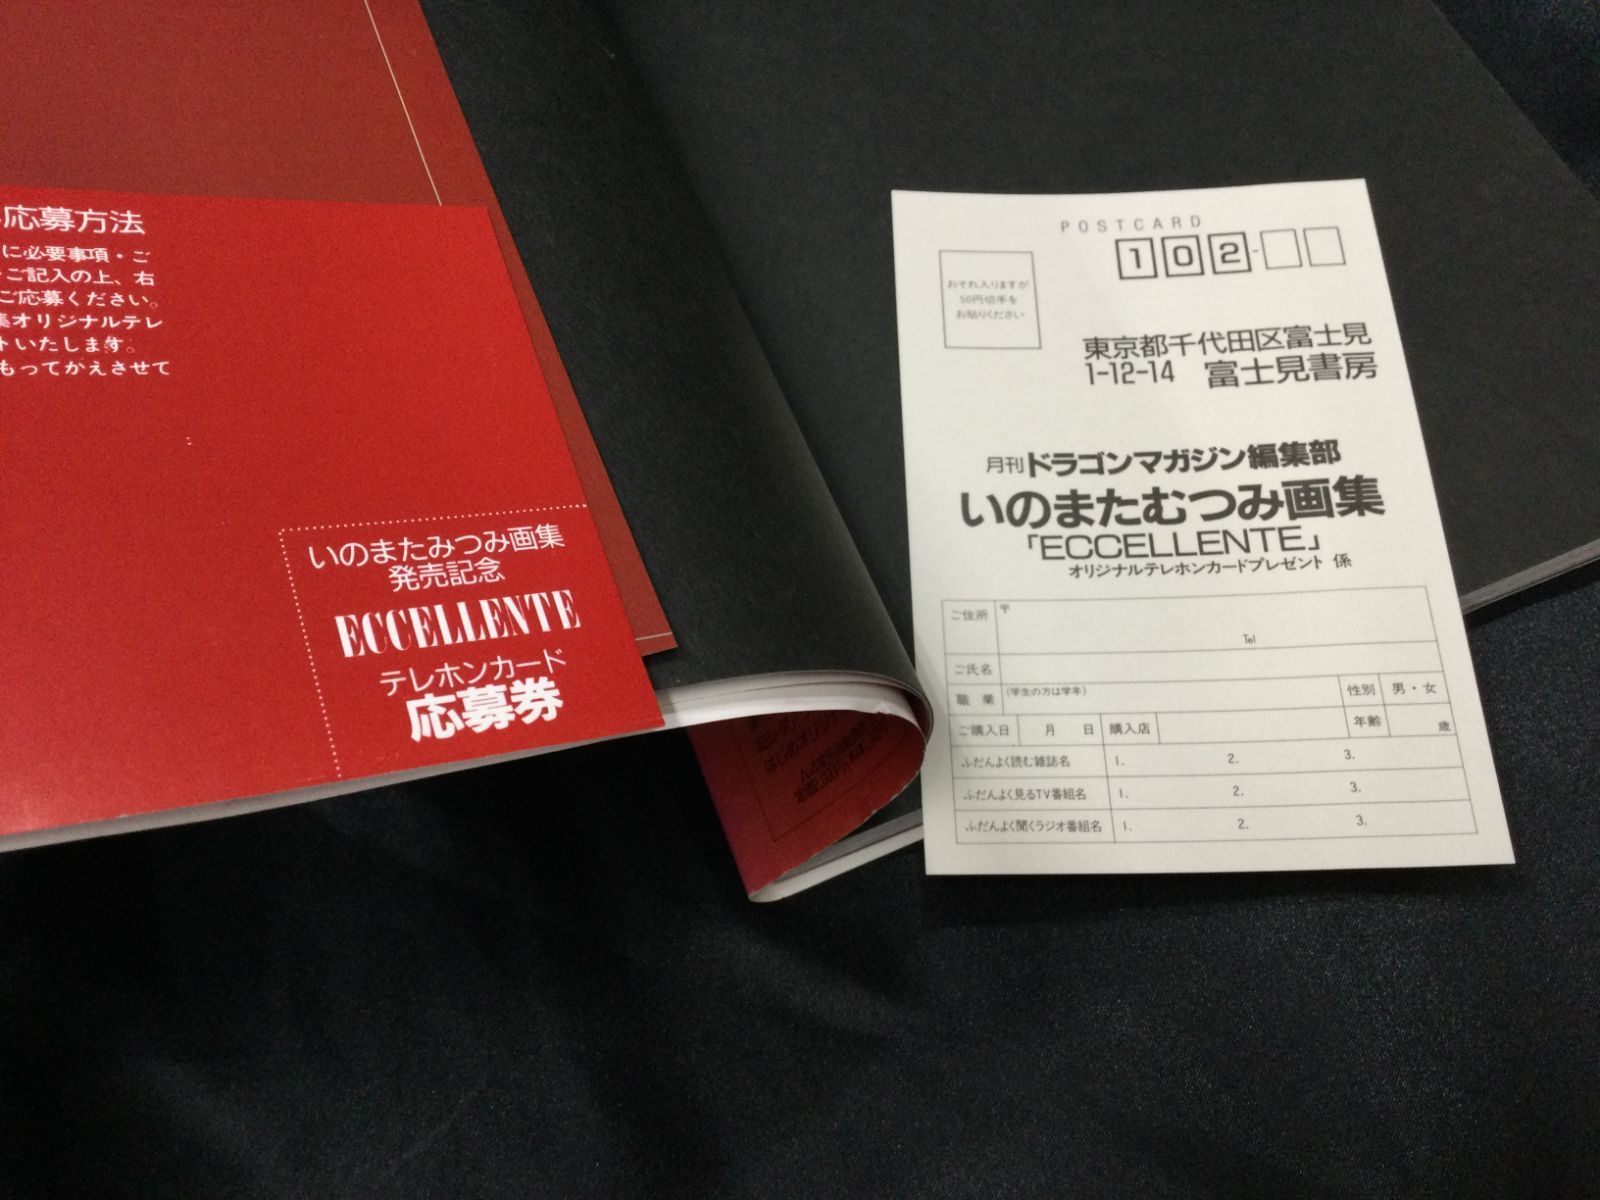 応募方法
に必要事項・ご
ご記入の上、右
ご応募ください。
集オリジナルテレ
トいたします。
もってかえさせて
いのまたみつみ画集
発売記念
ECCELLENTE
テレホンカード
応募券
POSTCARD
102-
おそれ入りますが
50円切手を
お貼りください
東京都千代田区富士見
1-12-14 富士見書房
月刊ドラゴンマガジン編集部
いのまたむつみ画集
「ECCELLENTE」
オリジナルテレホンカードプレゼント 係
ご住所 〒
Tel
ご氏名
職業 (学生の方は学年) 性別 男・女
ご購入日 月 日 購入店 年齢 歳
ふだんよく読む雑誌名 1. 2. 3.
ふだんよく見るTV番組名 1. 2. 3.
ふだんよく聞くラジオ番組名 1. 2. 3.